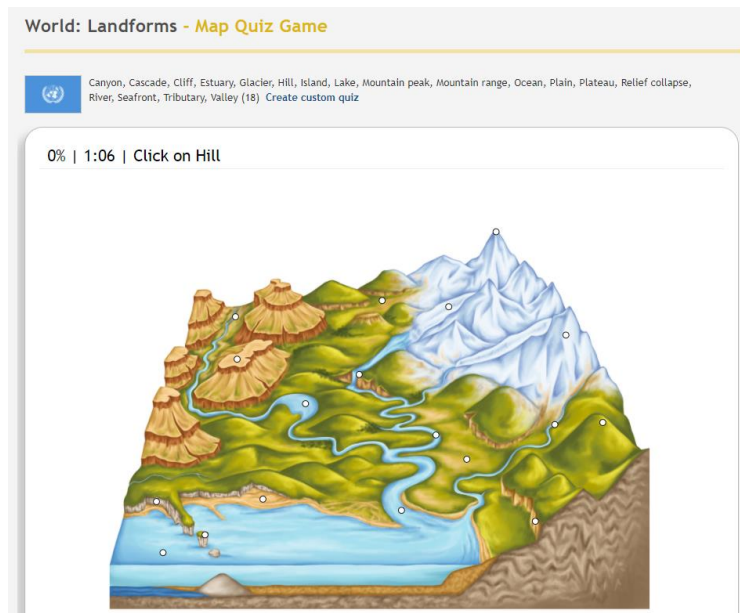 World: Landforms - Map Quiz Game
Canyon, Cascade, Cliff, Estuary, Glacier, Hill, Island, Lake, Mountain peak, Mountain range, Ocean, Plain, Plateau, Relief collapse,
River, Seafront, Tributary, Valley (18) Create custom quiz
0% | 1:06 | Click on Hill